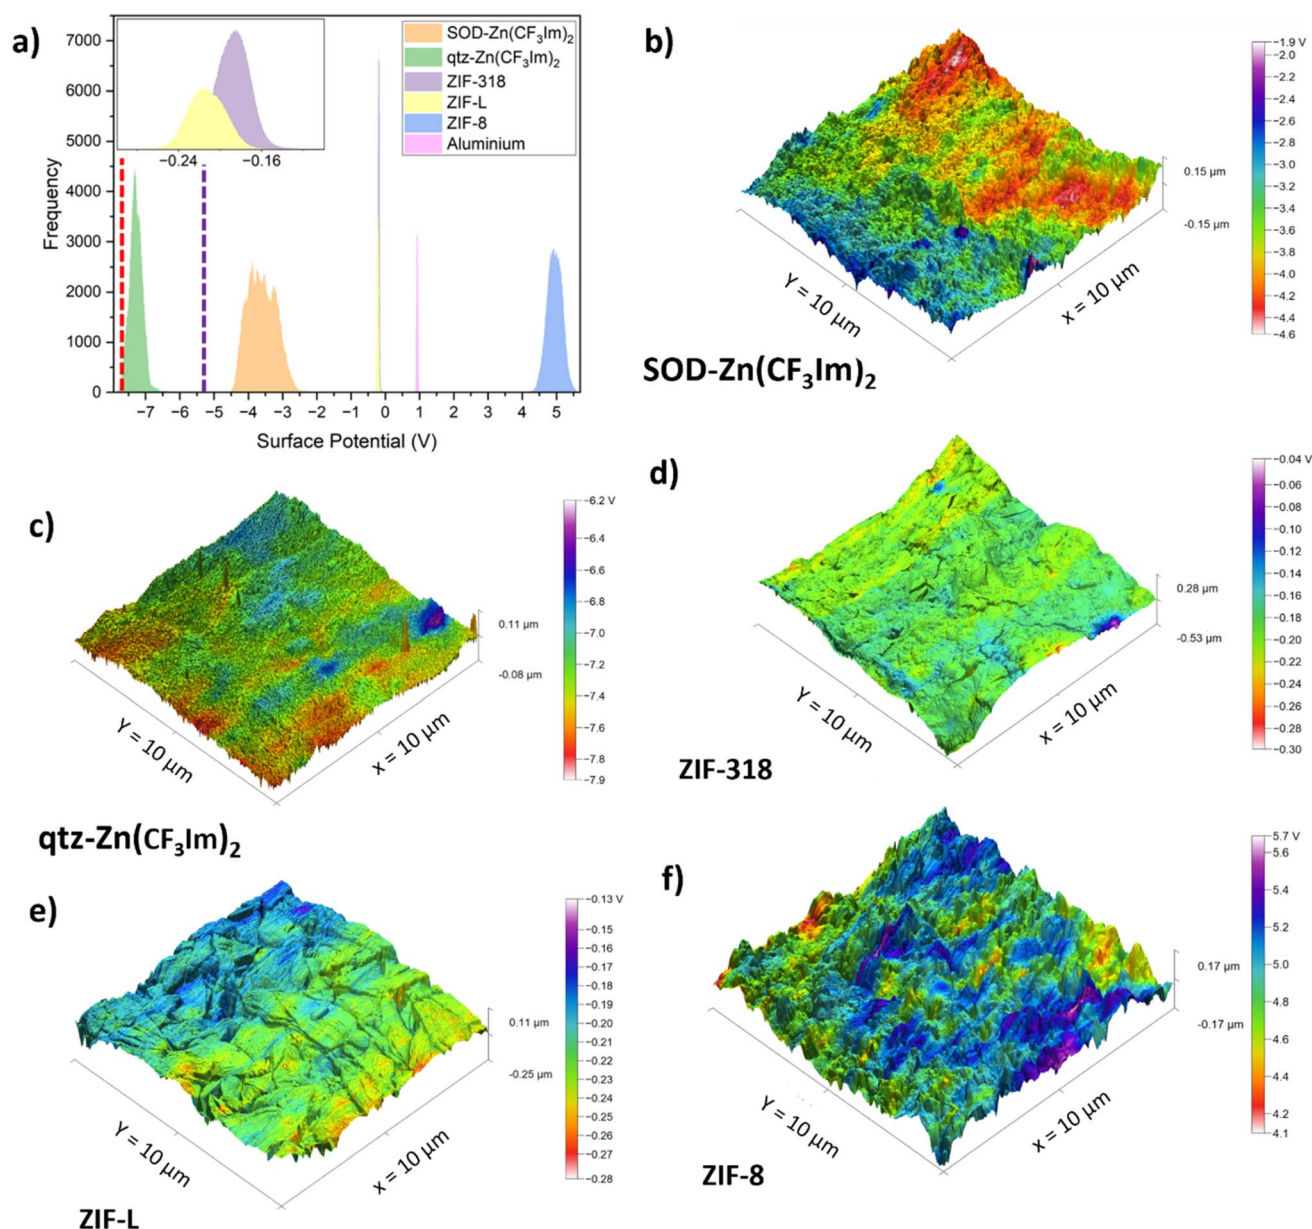 a)
7000
6000
5000
4000
3000
2000
1000
0
Frequency
−0.24 −0.16
SOD-Zn(CF₃Im)₂
qtz-Zn(CF₃Im)₂
ZIF-318
ZIF-L
ZIF-8
Aluminium
−7 −6 −5 −4 −3 −2 −1 0 1 2 3 4 5
Surface Potential (V)
b)
−1.9 V
−2.0
−2.2
−2.4
−2.6
−2.8
−3.0
−3.2
−3.4
−3.6
−3.8
−4.0
−4.2
−4.4
−4.6
0.15 µm
-0.15 µm
Y = 10 µm
x = 10 µm
SOD-Zn(CF₃Im)₂
c)
−6.2 V
−6.4
−6.6
−6.8
−7.0
−7.2
−7.4
−7.6
−7.8
−7.9
0.11 µm
-0.08 µm
Y = 10 µm
x = 10 µm
qtz-Zn(CF₃Im)₂
d)
−0.04 V
−0.06
−0.08
−0.10
−0.12
−0.14
−0.16
−0.18
−0.20
−0.22
−0.24
−0.26
−0.28
−0.30
0.28 µm
-0.53 µm
Y = 10 µm
x = 10 µm
ZIF-318
e)
−0.13 V
−0.15
−0.16
−0.17
−0.18
−0.19
−0.20
−0.21
−0.22
−0.23
−0.24
−0.25
−0.26
−0.27
−0.28
0.11 µm
-0.25 µm
Y = 10 µm
x = 10 µm
ZIF-L
f)
5.7 V
5.6
5.4
5.2
5.0
4.8
4.6
4.4
4.2
4.1
0.17 µm
-0.17 µm
Y = 10 µm
x = 10 µm
ZIF-8